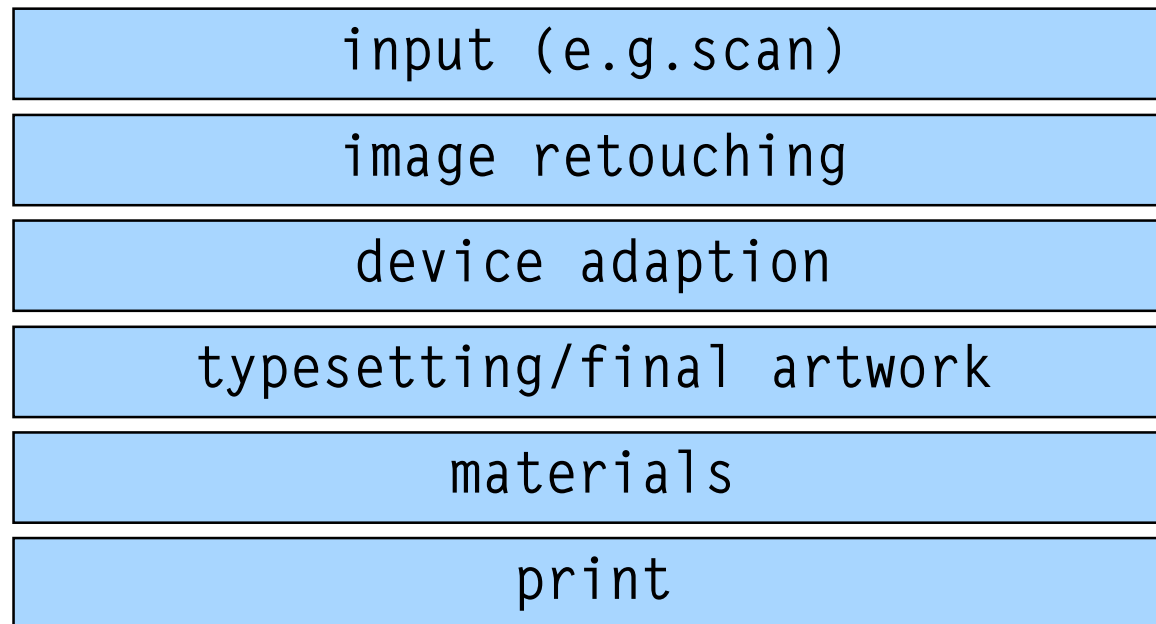 input (e.g.scan)
image retouching
device adaption
typesetting/final artwork
materials
print